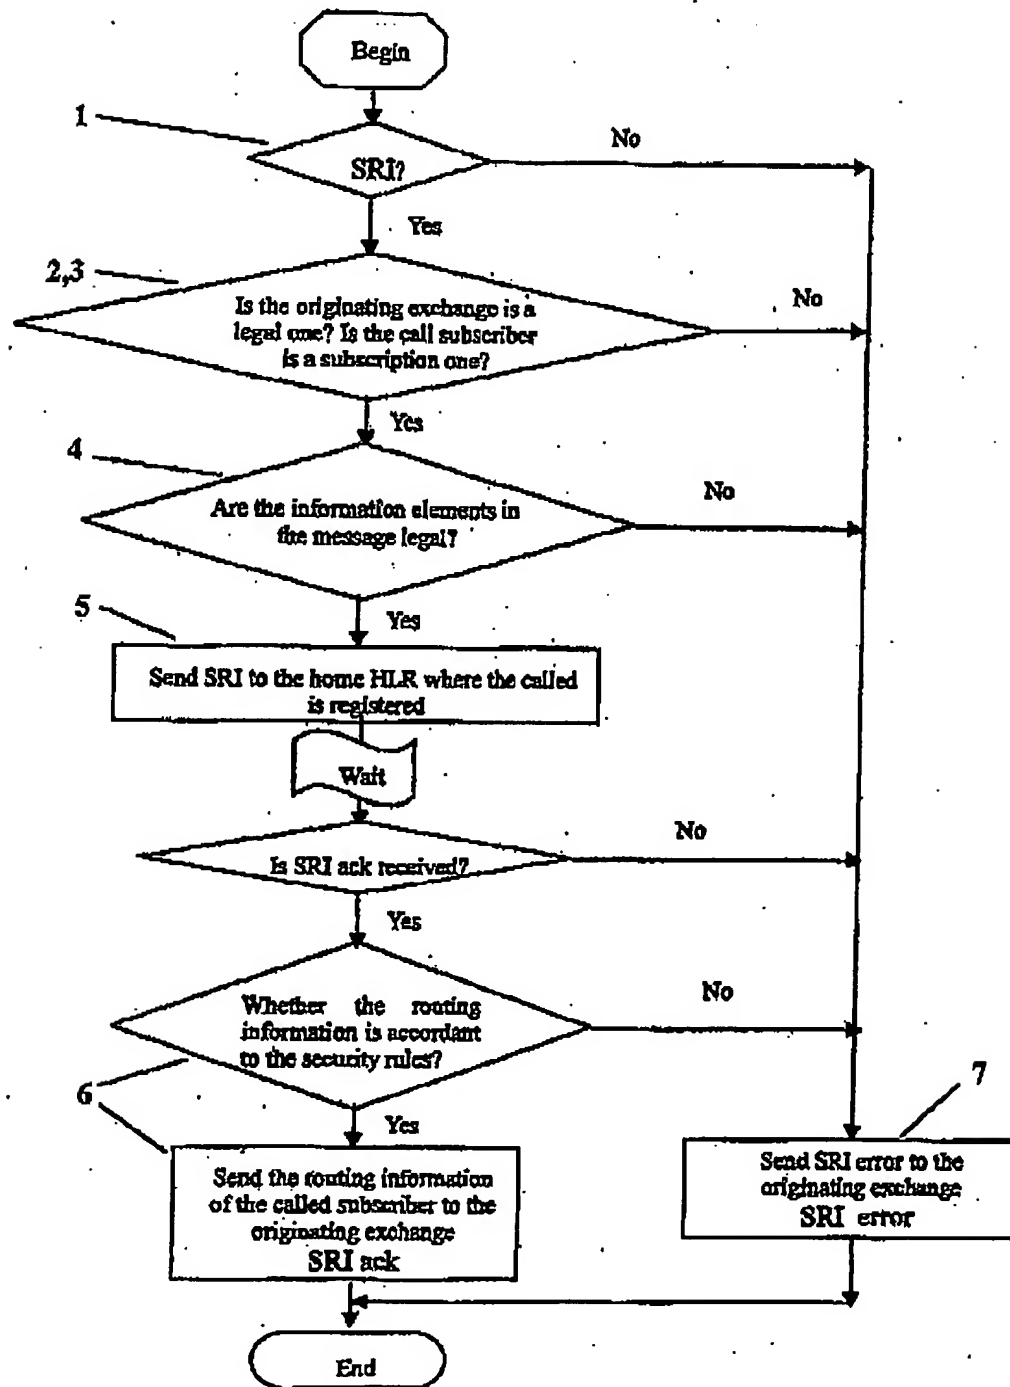 Begin
1
SRI?
No
Yes
2,3
Is the originating exchange is a
legal one? Is the call subscriber
is a subscription one?
No
Yes
4
Are the information elements in
the message legal?
No
Yes
5
Send SRI to the home HLR where the called
is registered
Wait
Is SRI ack received?
No
Yes
Whether the routing
information is accordant
to the security rules?
No
6
Yes
7
Send the routing information
of the called subscriber to the
originating exchange
SRI ack
Send SRI error to the
originating exchange
SRI error
End